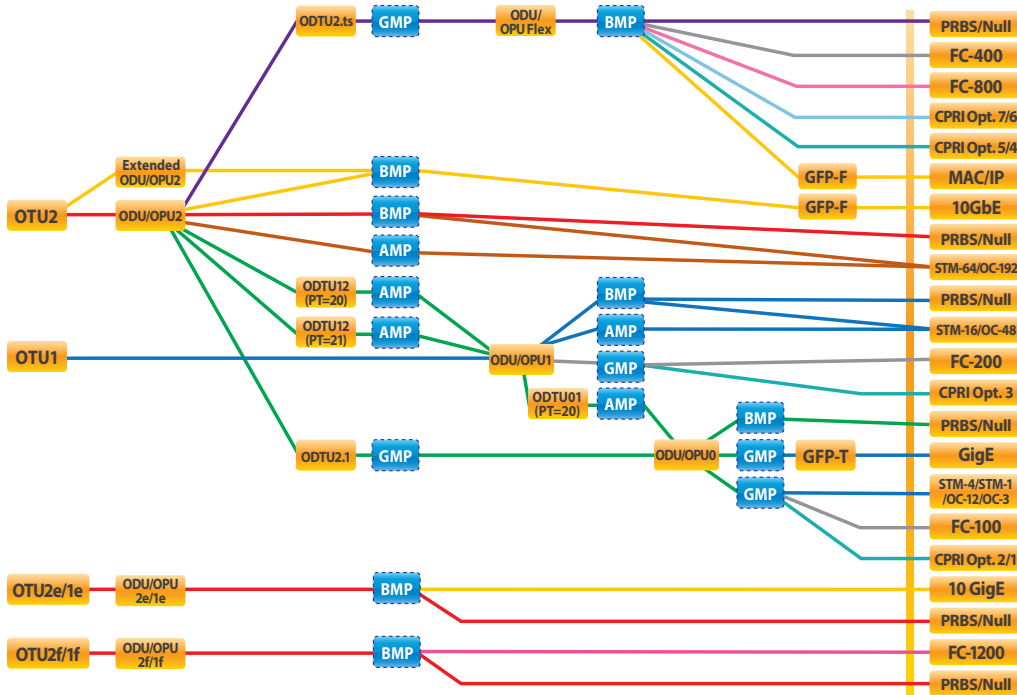 ODTU2.ts
GMP
ODU/
OPU Flex
BMP
PRBS/Null
FC-400
FC-800
CPRI Opt. 7/6
CPRI Opt. 5/4
Extended
ODU/OPU2
BMP
GFP-F
MAC/IP
OTU2
ODU/OPU2
BMP
GFP-F
10GbE
PRBS/Null
AMP
STM-64/OC-192
ODTU12
(PT=20)
AMP
BMP
PRBS/Null
ODTU12
(PT=21)
AMP
AMP
STM-16/OC-48
OTU1
ODU/OPU1
GMP
FC-200
CPRI Opt. 3
ODTU01
(PT=20)
AMP
BMP
PRBS/Null
ODTU2.1
GMP
ODU/OPU0
GMP
GFP-T
GigE
GMP
STM-4/STM-1
/OC-12/OC-3
FC-100
CPRI Opt. 2/1
OTU2e/1e
ODU/OPU
2e/1e
BMP
10 GigE
PRBS/Null
OTU2f/1f
ODU/OPU
2f/1f
BMP
FC-1200
PRBS/Null